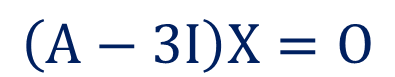 (A − 3I)X = O